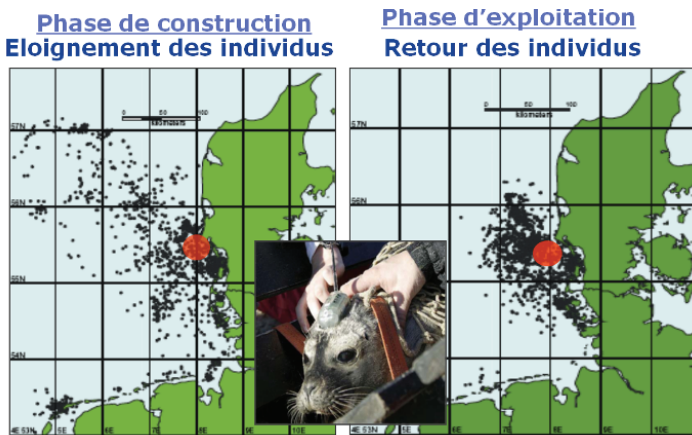 Phase de construction
Eloignement des individus
0 50 100
kilometers
57N
56N
55N
54N
4E 53N 5E 6E 7E 8E 9E 10E
Phase d’exploitation
Retour des individus
0 50 100
kilometers
57N
56N
55N
54N
4E 53N 5E 6E 7E 8E 9E 10E